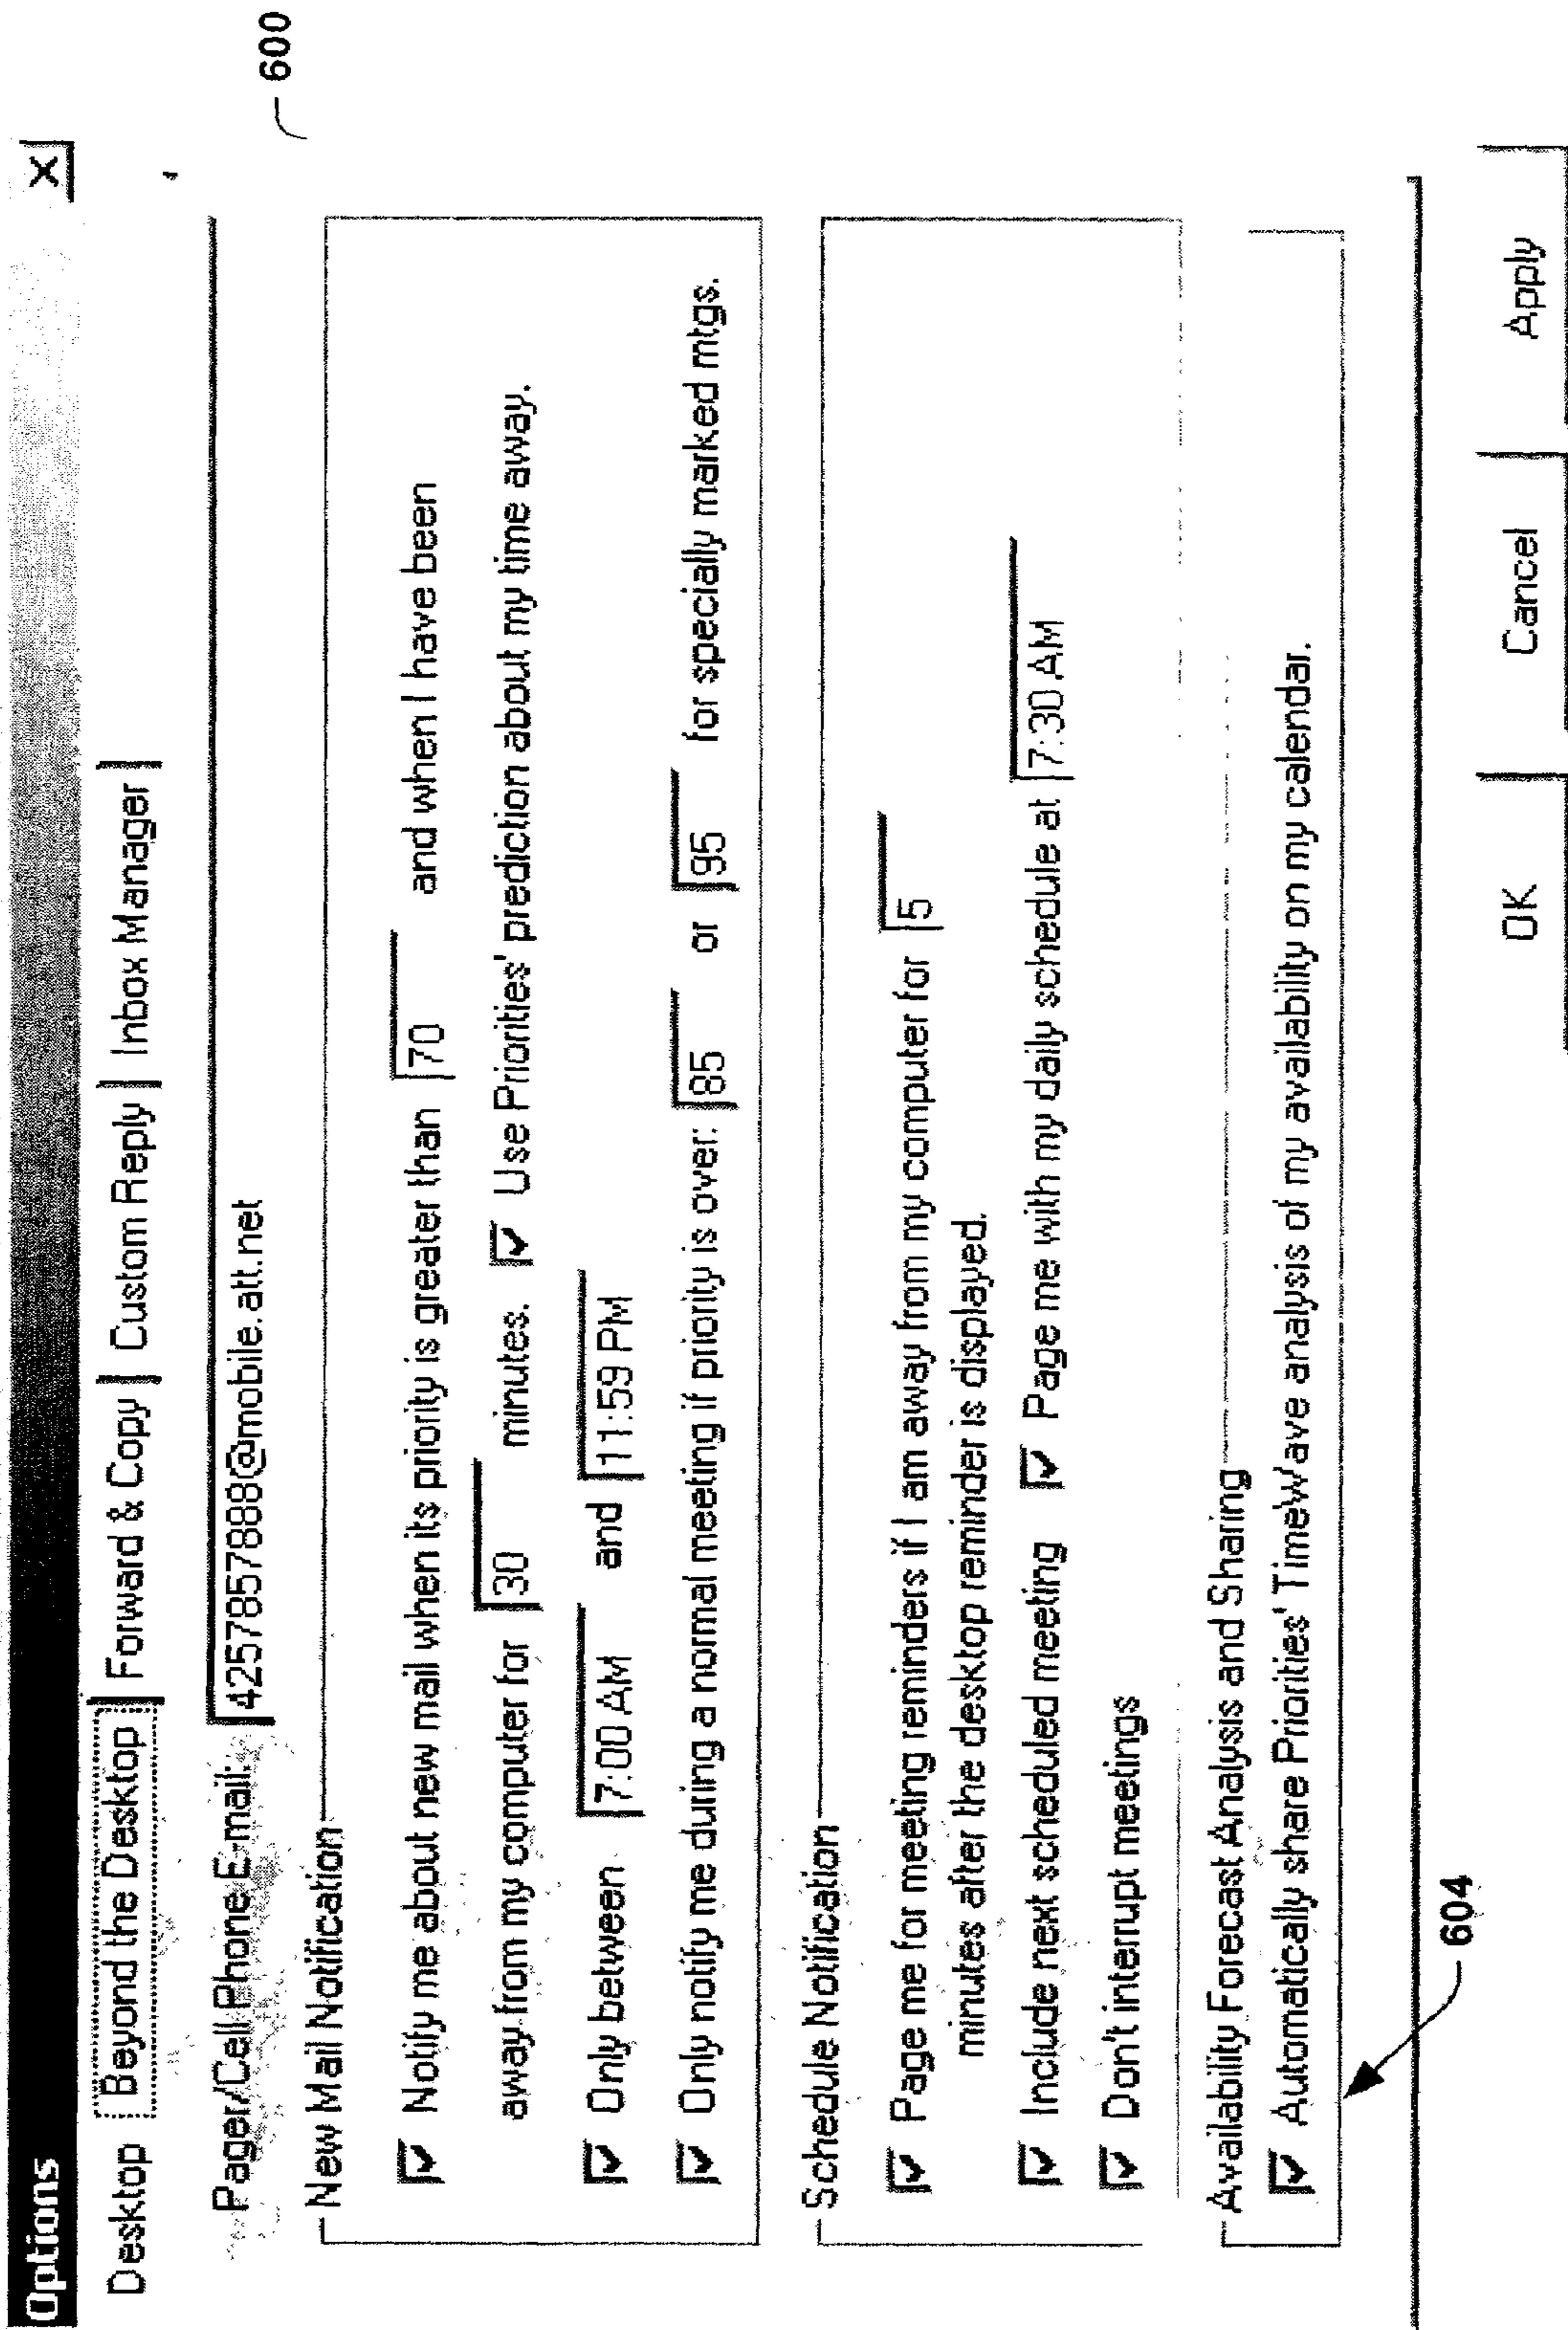 Options X
Desktop Beyond the Desktop Forward & Copy Custom Reply Inbox Manager
600
Pager/Cell Phone E-mail: 4257857888@mobile.att.net
New Mail Notification
Notify me about new mail when its priority is greater than 70 and when I have been
away from my computer for 30 minutes. Use Priorities' prediction about my time away.
Only between 7:00 AM and 11:59 PM
Only notify me during a normal meeting if priority is over: 85 or 95 for specially marked mtgs.
Schedule Notification
Page me for meeting reminders if I am away from my computer for 5
minutes after the desktop reminder is displayed.
Include next scheduled meeting Page me with my daily schedule at 7:30 AM
Don't interrupt meetings
Availability Forecast Analysis and Sharing
Automatically share Priorities' TimeWave analysis of my availability on my calendar.
604
OK Cancel Apply